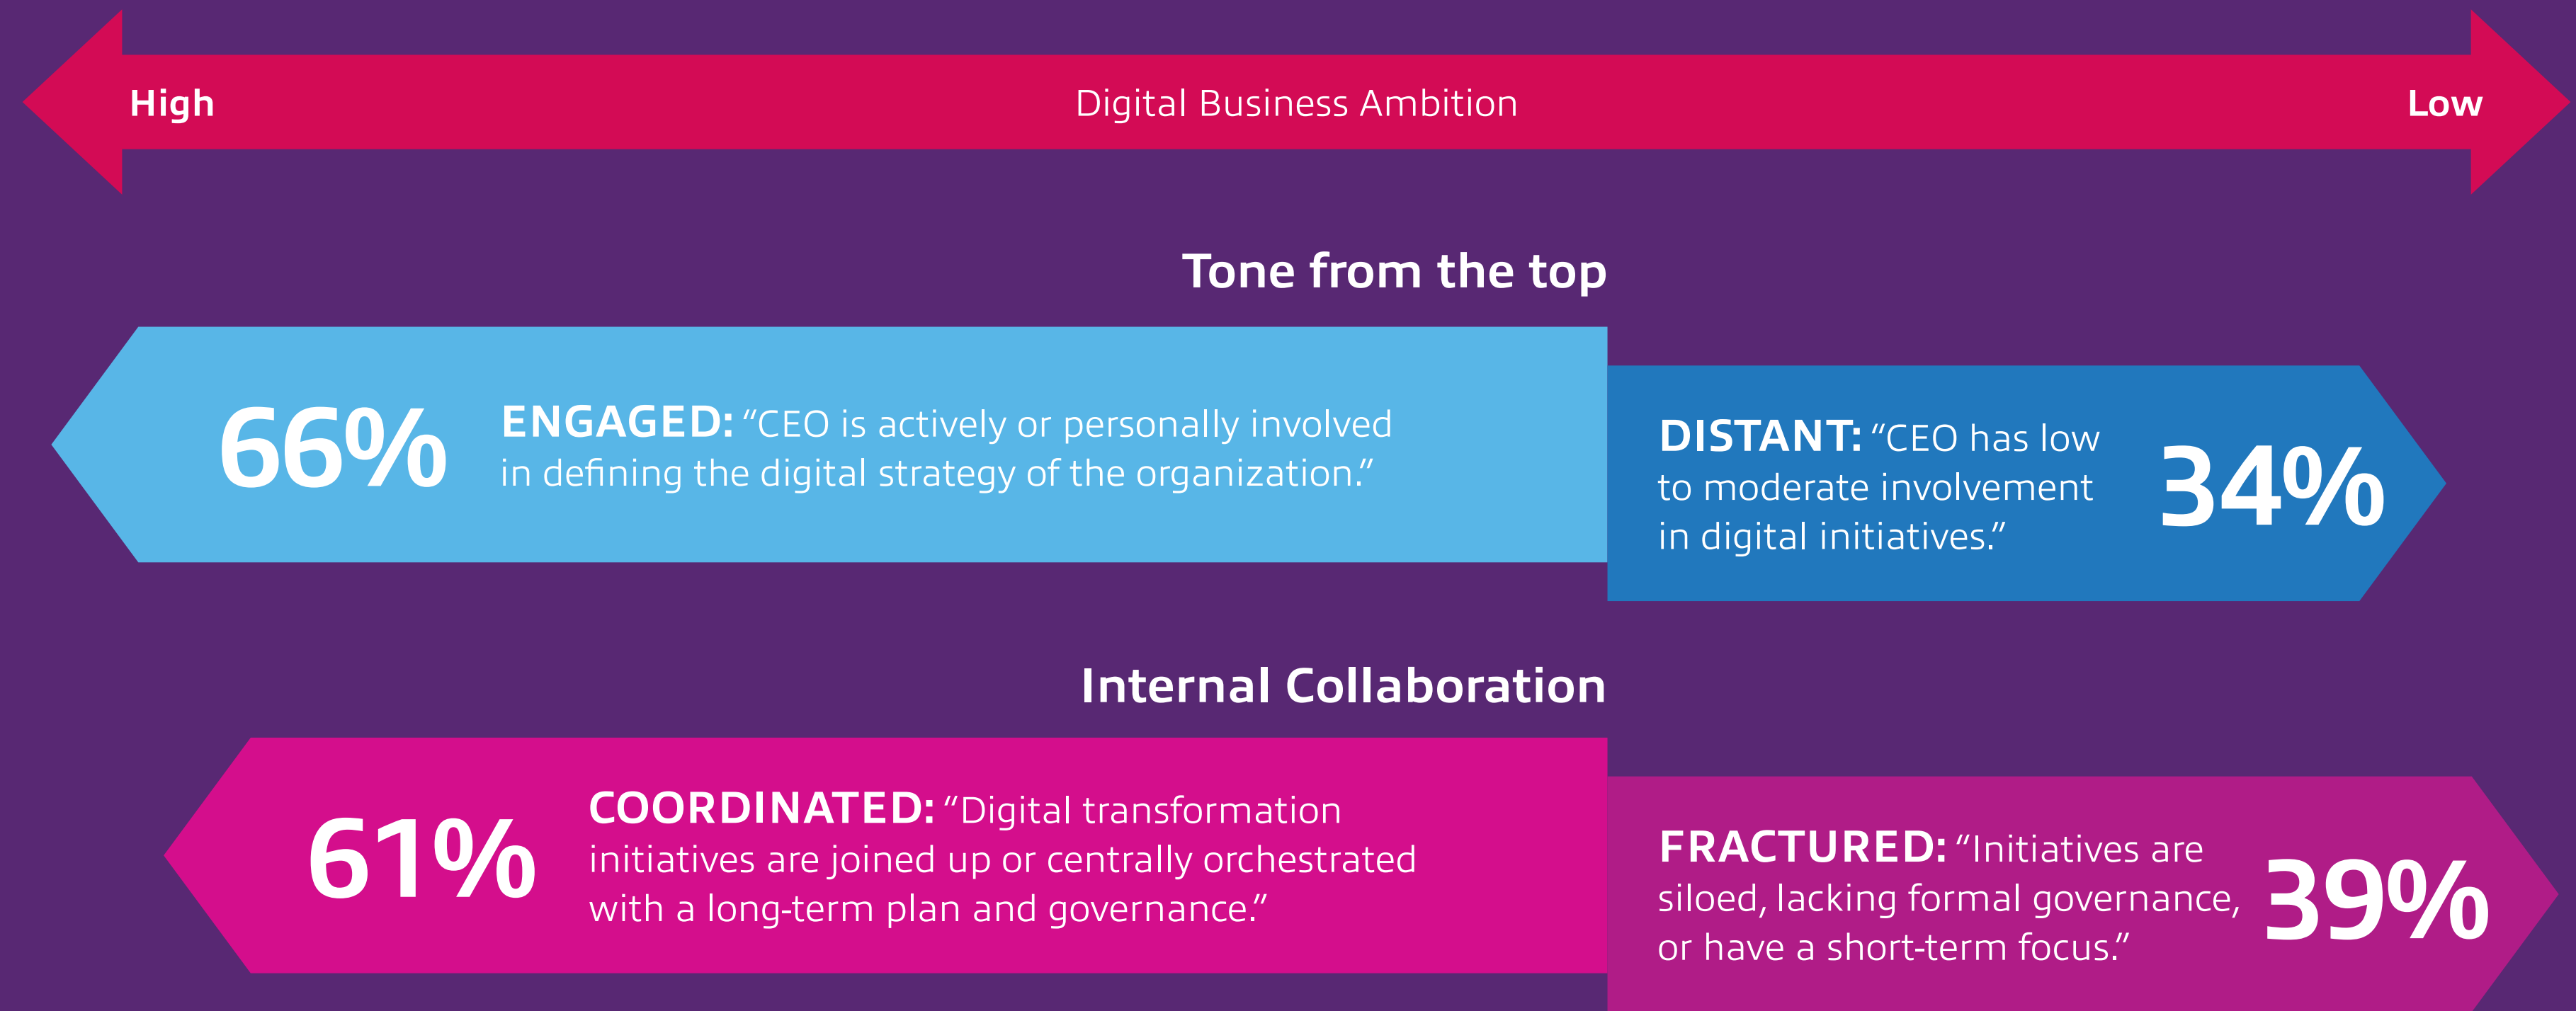 High
Digital Business Ambition
Low
Tone from the top
66%
ENGAGED: “CEO is actively or personally involved
in defining the digital strategy of the organization.”
DISTANT: “CEO has low
to moderate involvement
in digital initiatives.”
34%
Internal Collaboration
61%
COORDINATED: “Digital transformation
initiatives are joined up or centrally orchestrated
with a long-term plan and governance.”
FRACTURED: “Initiatives are
siloed, lacking formal governance,
or have a short-term focus.”
39%